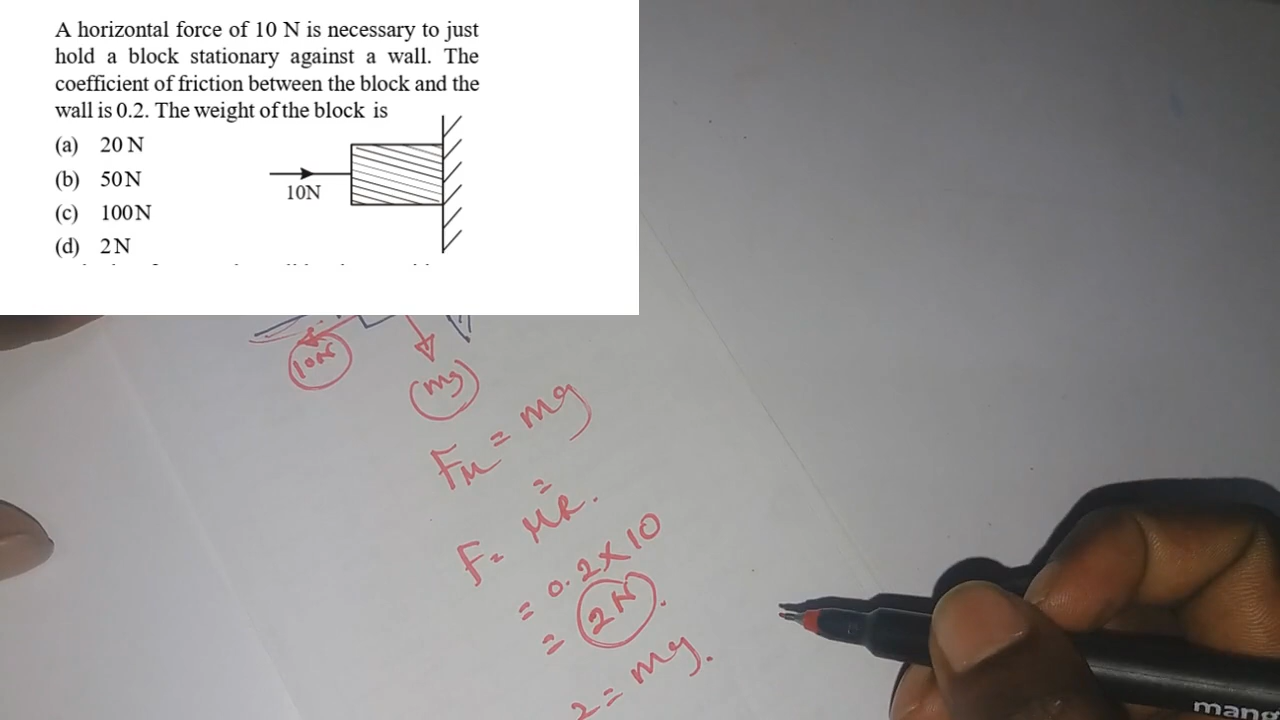 A horizontal force of 10 N is necessary to just
hold a block stationary against a wall. The
coefficient of friction between the block and the
wall is 0.2. The weight of the block is
(a) 20 N
(b) 50 N
(c) 100 N
(d) 2 N
10N
10N
mg
Fμ = mg
=
F = μR.
= 0.2 × 10
= 2N.
2 = mg.
mang